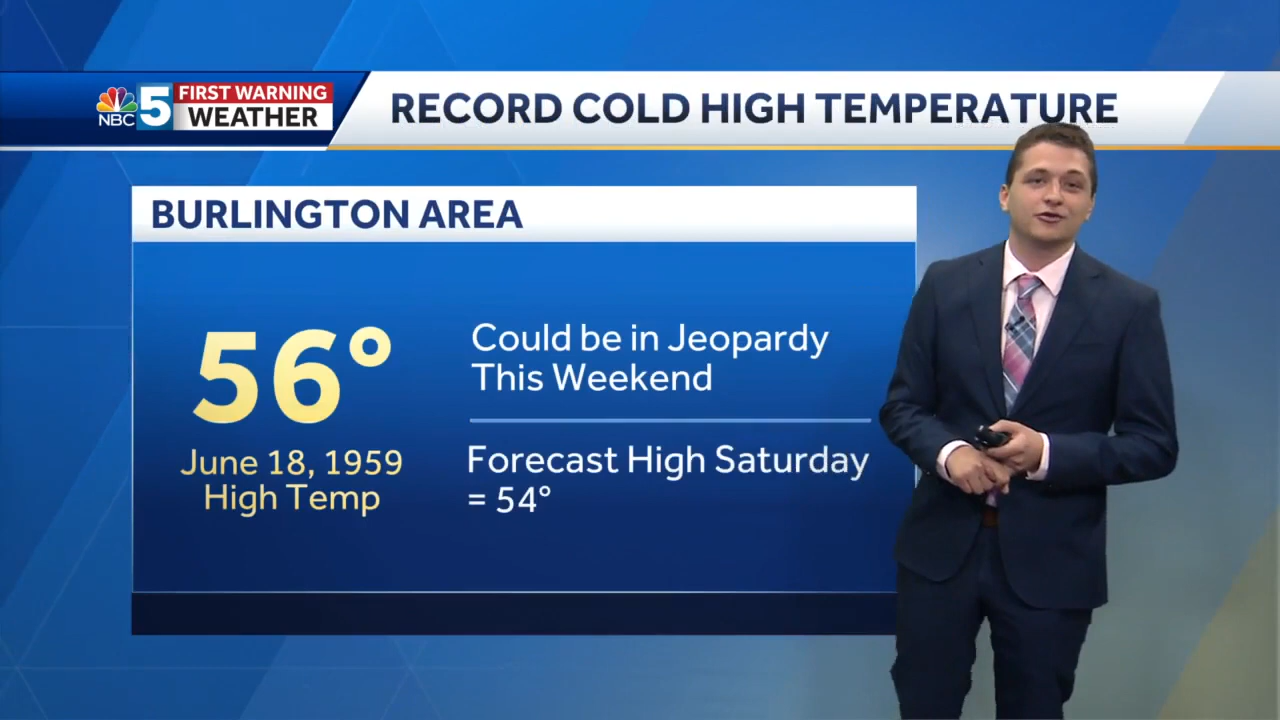 NBC
5
FIRST WARNING
WEATHER
RECORD COLD HIGH TEMPERATURE
BURLINGTON AREA
56°
June 18, 1959
High Temp
Could be in Jeopardy
This Weekend
Forecast High Saturday
= 54°